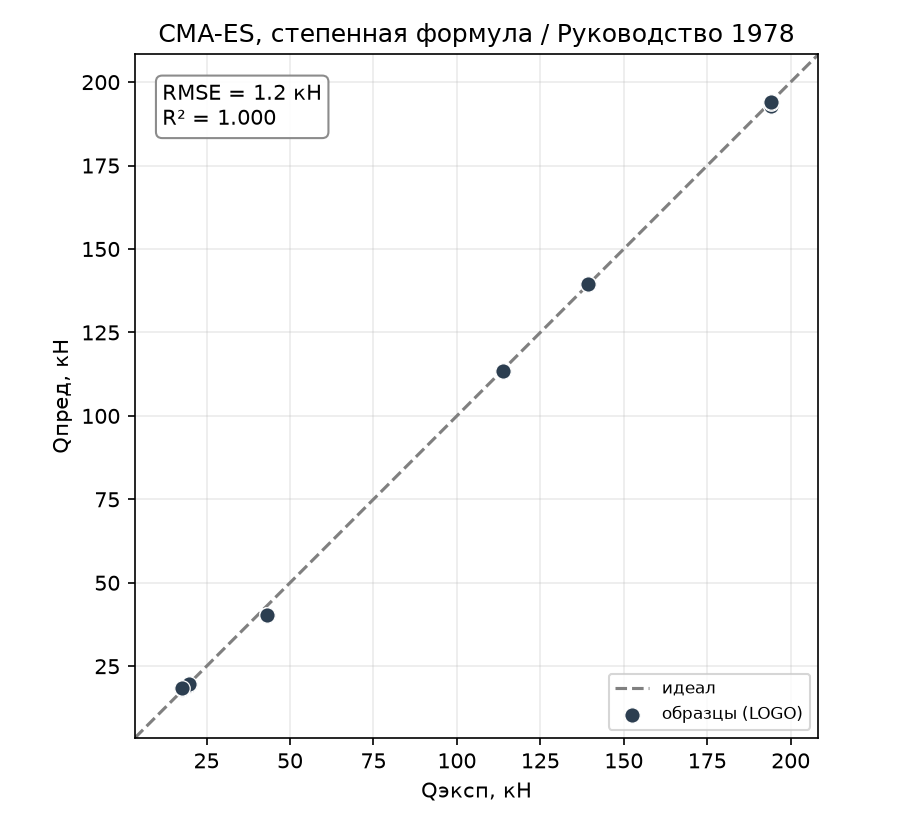 CMA-ES, степенная формула / Руководство 1978
RMSE = 1.2 кН
R² = 1.000
200
175
150
125
100
75
50
25
Qпред, кН
идеал
образцы (LOGO)
25 50 75 100 125 150 175 200
Qэксп, кН